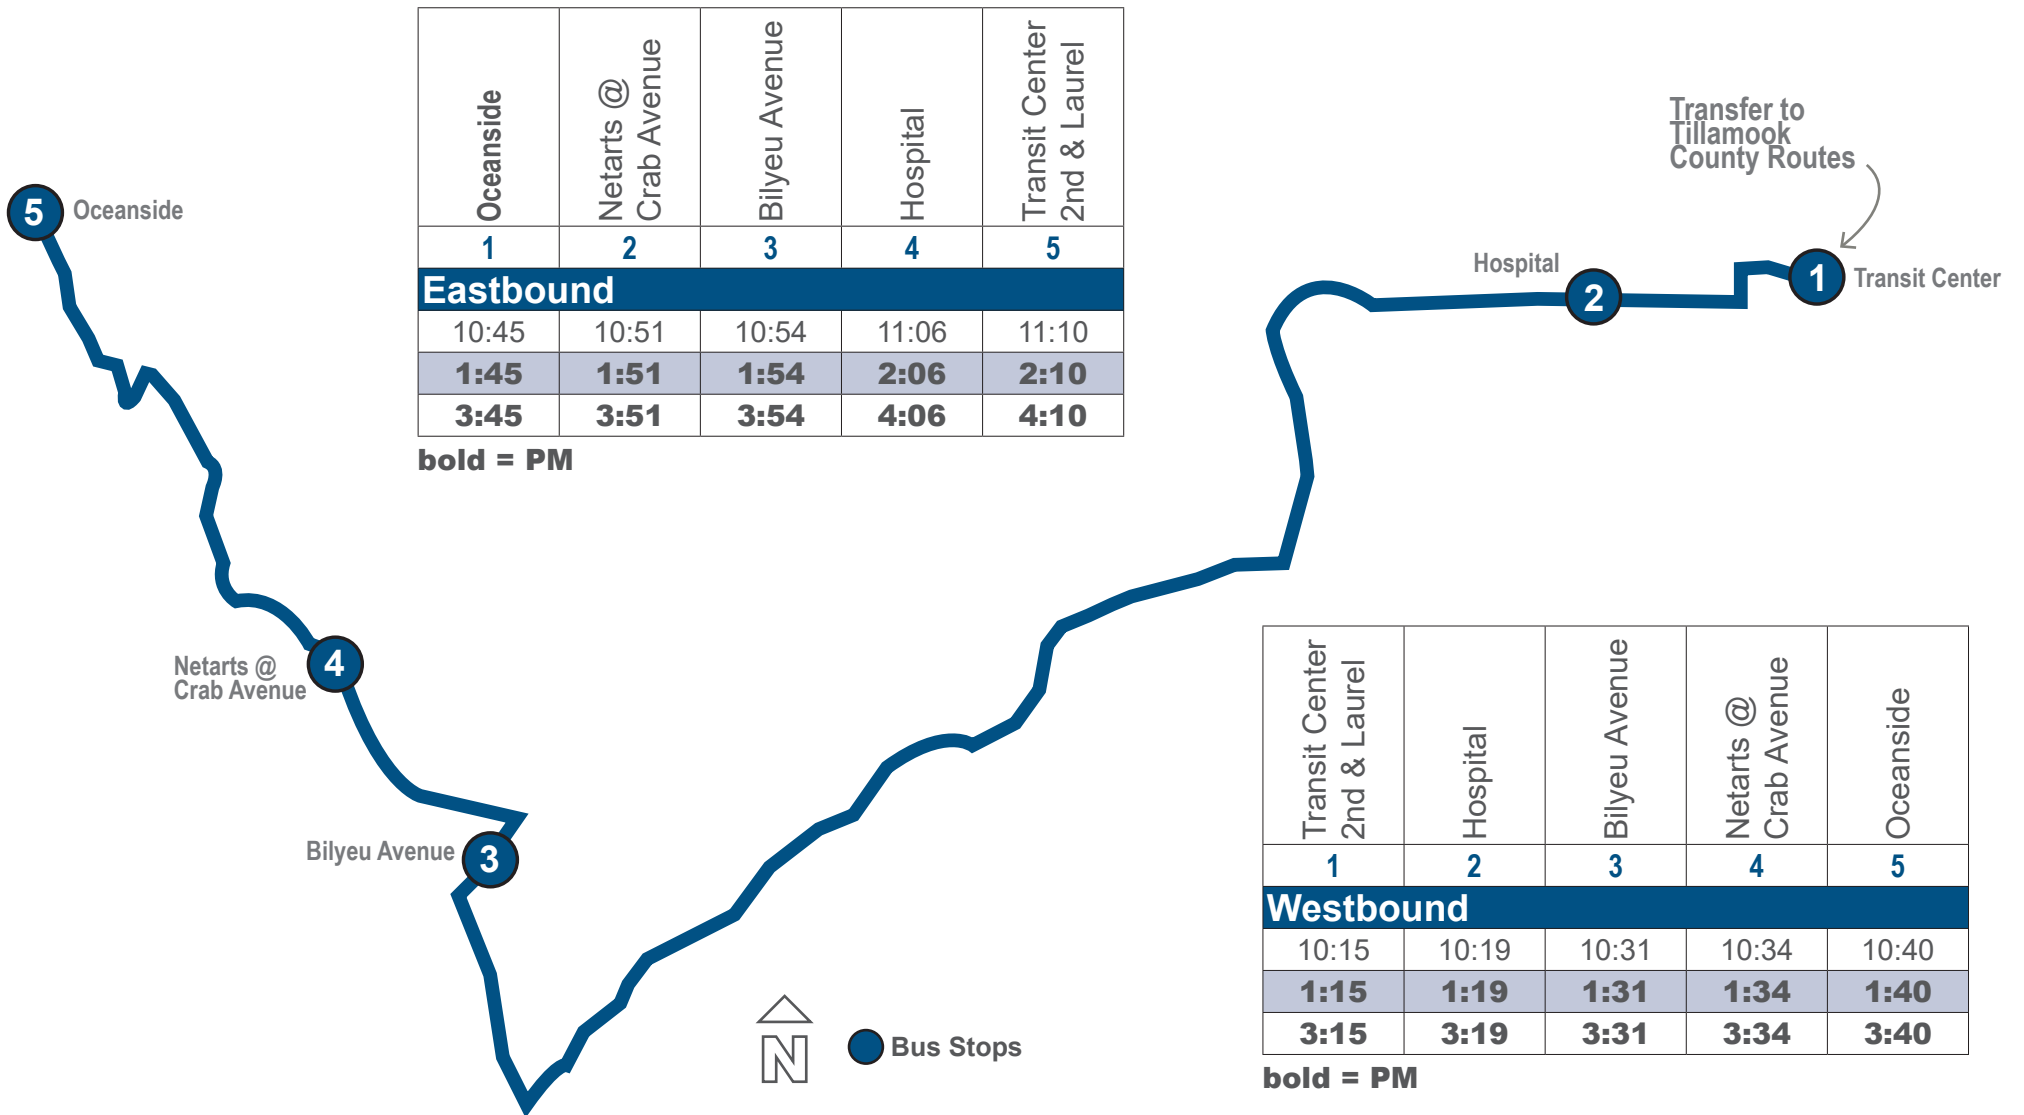 Oceanside
Netarts @
Crab Avenue
Bilyeu Avenue
Hospital
Transit Center
2nd & Laurel
1 2 3 4 5
Eastbound
10:45 10:51 10:54 11:06 11:10
1:45 1:51 1:54 2:06 2:10
3:45 3:51 3:54 4:06 4:10
bold = PM
Transfer to
Tillamook
County Routes
5 Oceanside
Hospital
2
1 Transit Center
Netarts @
Crab Avenue
4
Bilyeu Avenue 3
Transit Center
2nd & Laurel
Hospital
Bilyeu Avenue
Netarts @
Crab Avenue
Oceanside
1 2 3 4 5
Westbound
10:15 10:19 10:31 10:34 10:40
1:15 1:19 1:31 1:34 1:40
3:15 3:19 3:31 3:34 3:40
bold = PM
N
Bus Stops